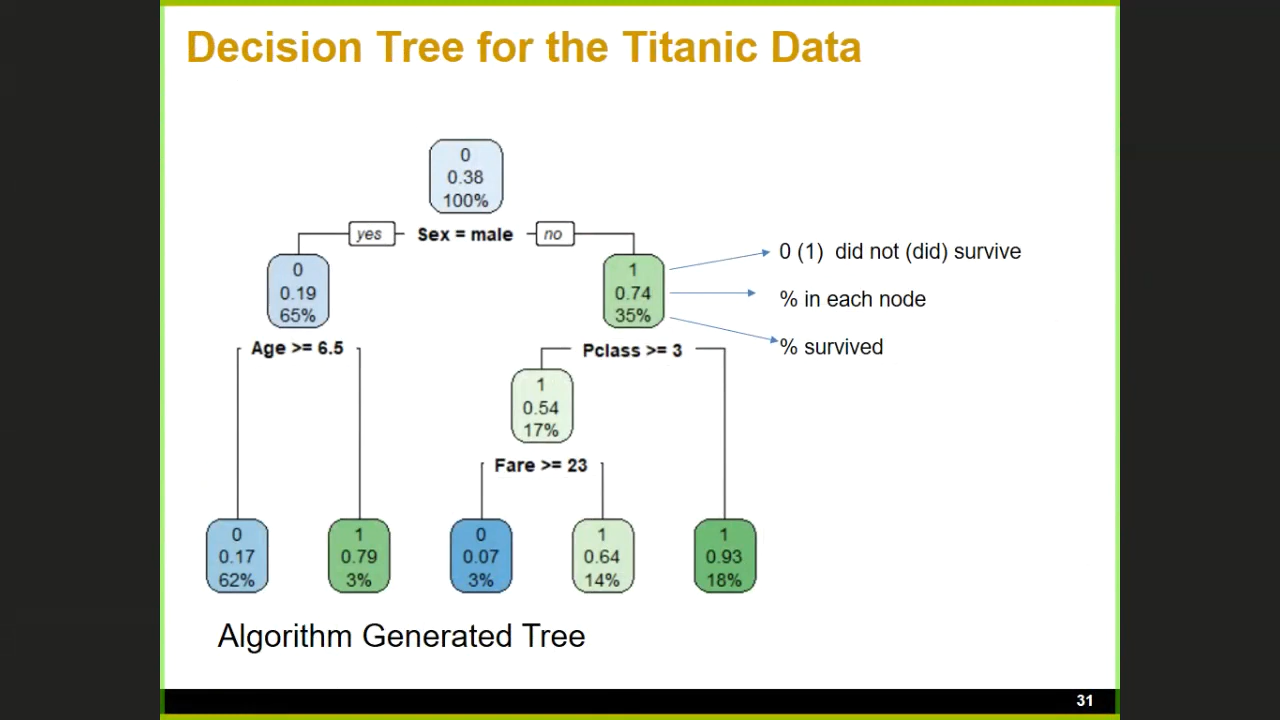 Decision Tree for the Titanic Data
0
0.38
100%
yes
Sex = male
no
0
0.19
65%
1
0.74
35%
0 (1) did not (did) survive
% in each node
% survived
Age >= 6.5
Pclass >= 3
1
0.54
17%
Fare >= 23
0
0.17
62%
1
0.79
3%
0
0.07
3%
1
0.64
14%
1
0.93
18%
Algorithm Generated Tree
31